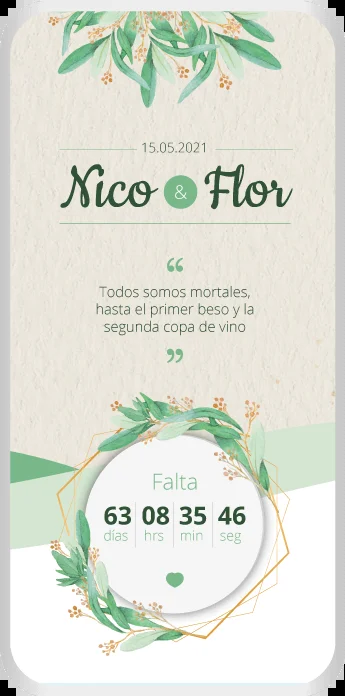 15.05.2021
Nico & Flor
“
Todos somos mortales,
hasta el primer beso y la
segunda copa de vino
”
Falta
63 08 35 46
días hrs min seg